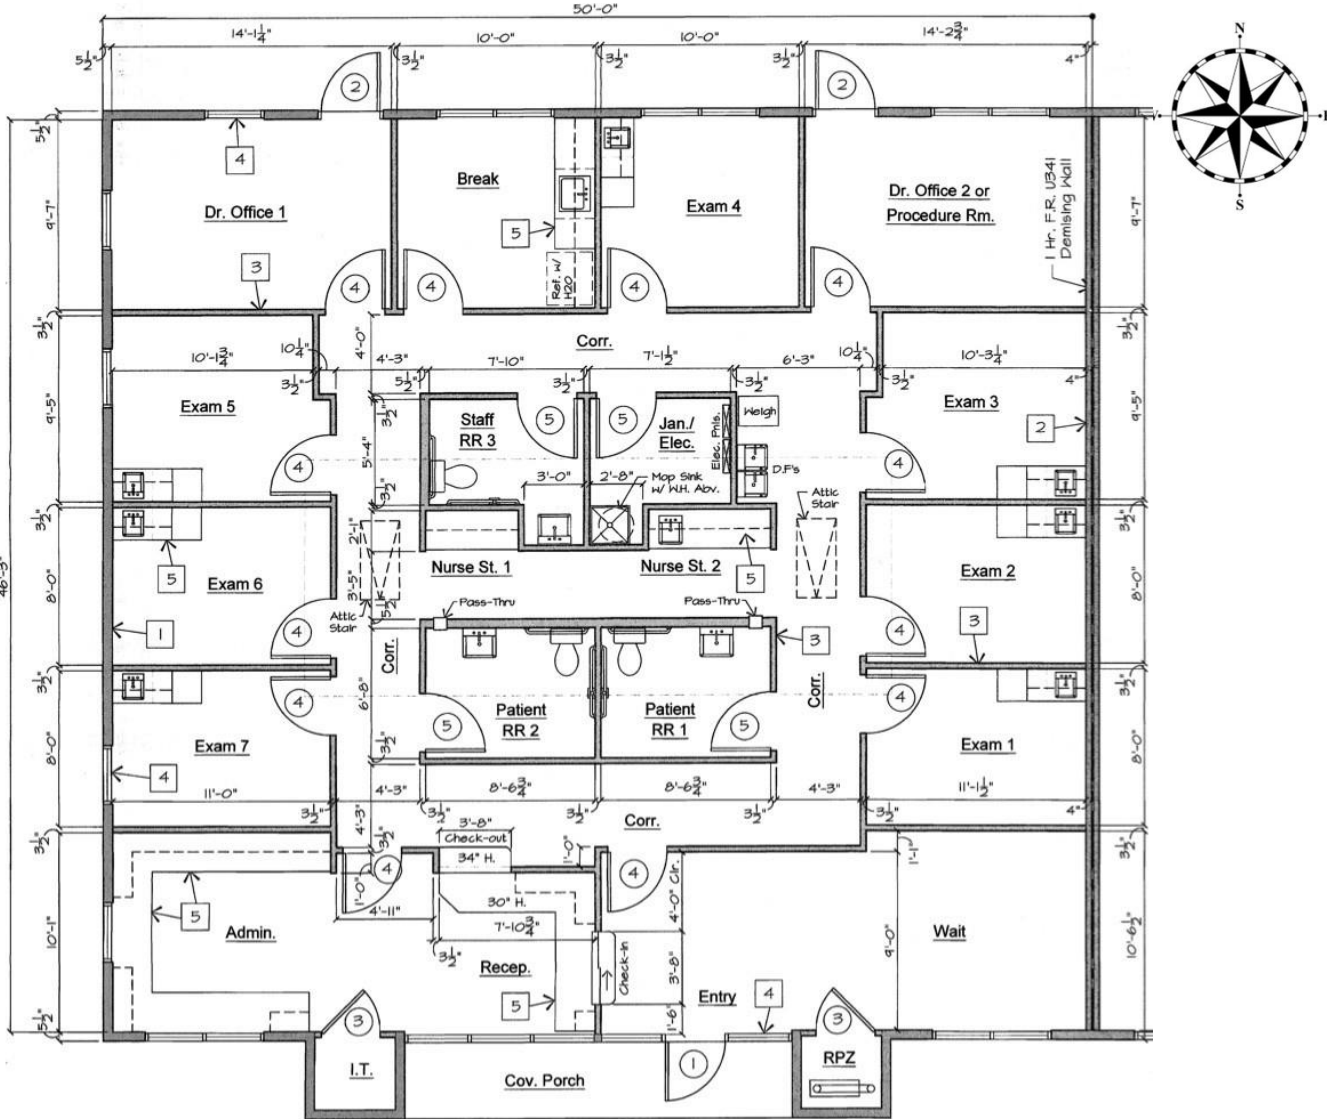 50'-0"
14'-1 1/4"
10'-0"
10'-0"
14'-2 3/4"
5 1/2"
3 1/2"
3 1/2"
3 1/2"
4"
N
S
2
2
5 1/2"
4
Break
Dr. Office 1
Exam 4
Dr. Office 2 or
Procedure Rm.
1 Hr. F.R. U341
Demising Wall
9'-7"
9'-7"
5
3
Ref. w/
H2O
4
4
4
4
3 1/2"
4'-0"
Corr.
3 1/2"
10'-1 3/4"
10 1/4"
4'-3"
7'-10"
7'-1 1/2"
6'-3"
10 1/4"
10'-3 1/4"
3 1/2"
5 1/2"
3 1/2"
3 1/2"
3 1/2"
4"
Exam 5
9'-5"
3 1/2"
Staff
RR 3
5
5
Jan./
Elec.
Elec. Pnls.
Weigh
Exam 3
2
9'-5"
4
5'-4"
3'-0"
2'-8"
Mop Sink
w/ W.H. Abv.
D.F's
4
3 1/2"
Attic
Stair
3 1/2"
3 1/2"
2'-1"
46'-3"
8'-0"
Exam 6
5
3'-5"
Nurse St. 1
Nurse St. 2
5
Exam 2
8'-0"
Attic
Stair
5 1/2"
Pass-Thru
Pass-Thru
1
4
3
4
3
3 1/2"
Corr.
Corr.
3 1/2"
4
6'-8"
5
Patient
RR 2
Patient
RR 1
5
4
Exam 7
Exam 1
8'-0"
3 1/2"
8'-0"
4
11'-0"
3 1/2"
4'-3"
3 1/2"
8'-6 3/4"
3 1/2"
8'-6 3/4"
3 1/2"
4'-3"
3 1/2"
11'-1 1/2"
4"
3'-8"
4'-3"
Corr.
3 1/2"
3 1/2"
Check-out
3 1/2"
34" H.
1'-0"
1'-1"
4
4
1'-0"
4'-0" Clr.
30" H.
4'-11"
5
7'-10 3/4"
10'-1"
Admin.
3 1/2"
Recep.
Check-In
3'-8"
9'-0"
Wait
10'-6 1/2"
5
Entry
4
1'-6"
5 1/2"
3
3
I.T.
Cov. Porch
1
RPZ